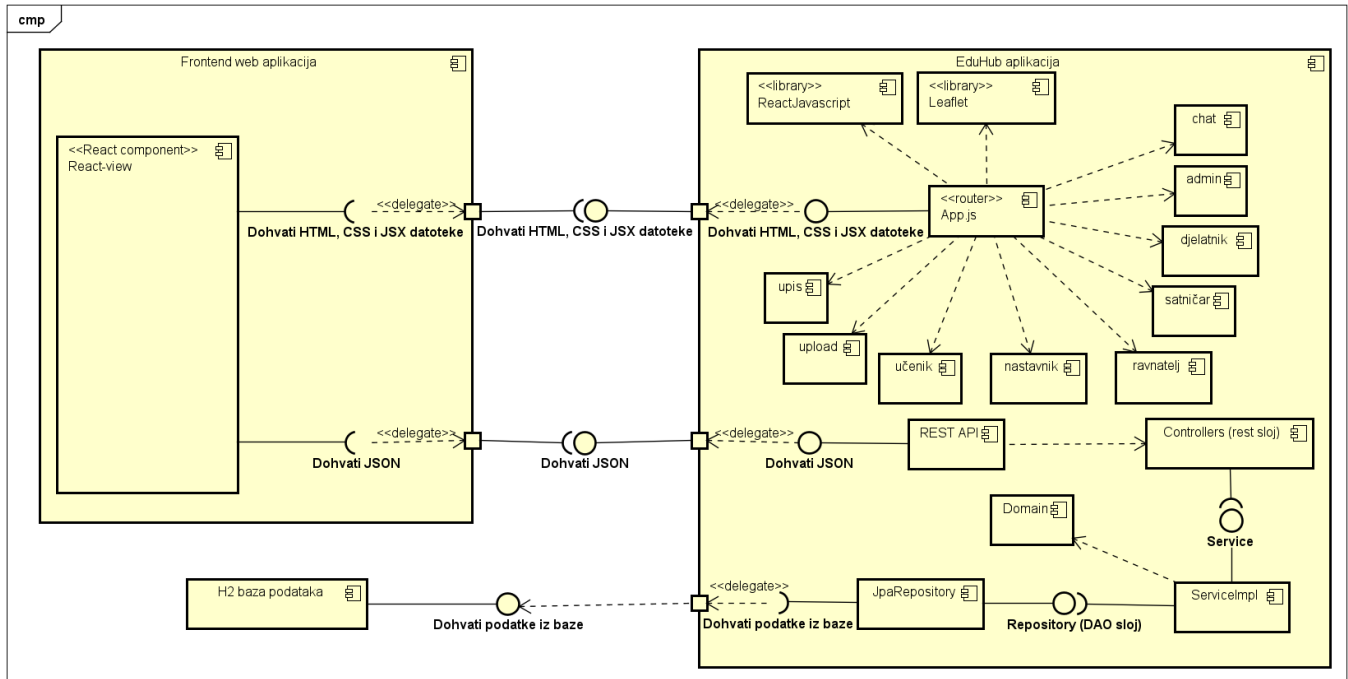 cmp
Frontend web aplikacija
EduHub aplikacija
<<library>>
ReactJavascript
<<library>>
Leaflet
chat
<<React component>>
React-view
admin
<<delegate>>
<<delegate>>
<<router>>
App.js
Dohvati HTML, CSS i JSX datoteke
Dohvati HTML, CSS i JSX datoteke
Dohvati HTML, CSS i JSX datoteke
djelatnik
upis
satničar
upload
učenik
nastavnik
ravnatelj
<<delegate>>
<<delegate>>
REST API
Controllers (rest sloj)
Dohvati JSON
Dohvati JSON
Dohvati JSON
Domain
Service
H2 baza podataka
<<delegate>>
JpaRepository
ServiceImpl
Dohvati podatke iz baze
Dohvati podatke iz baze
Repository (DAO sloj)